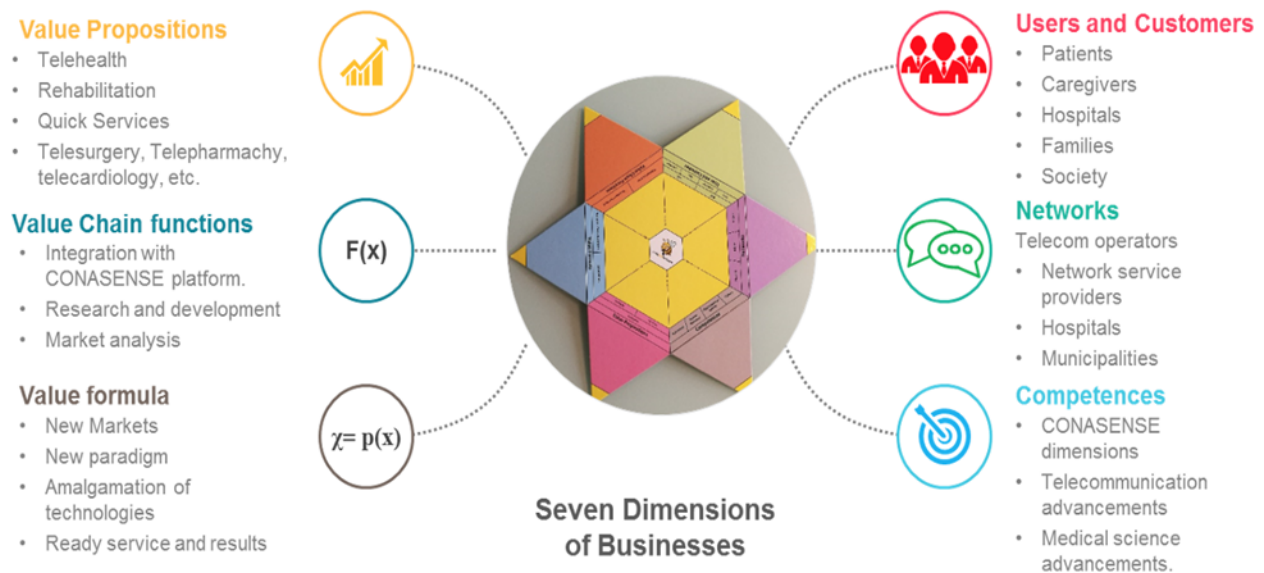 Value Propositions
• Telehealth
• Rehabilitation
• Quick Services
• Telesurgery, Telepharmachy,
telecardiology, etc.
Value Chain functions
• Integration with
CONASENSE platform.
• Research and development
• Market analysis
Value formula
• New Markets
• New paradigm
• Amalgamation of
technologies
• Ready service and results
F(x)
χ= p(x)
Seven Dimensions
of Businesses
Users and Customers
• Patients
• Caregivers
• Hospitals
• Families
• Society
Networks
Telecom operators
• Network service
providers
• Hospitals
• Municipalities
Competences
• CONASENSE
dimensions
• Telecommunication
advancements
• Medical science
advancements.